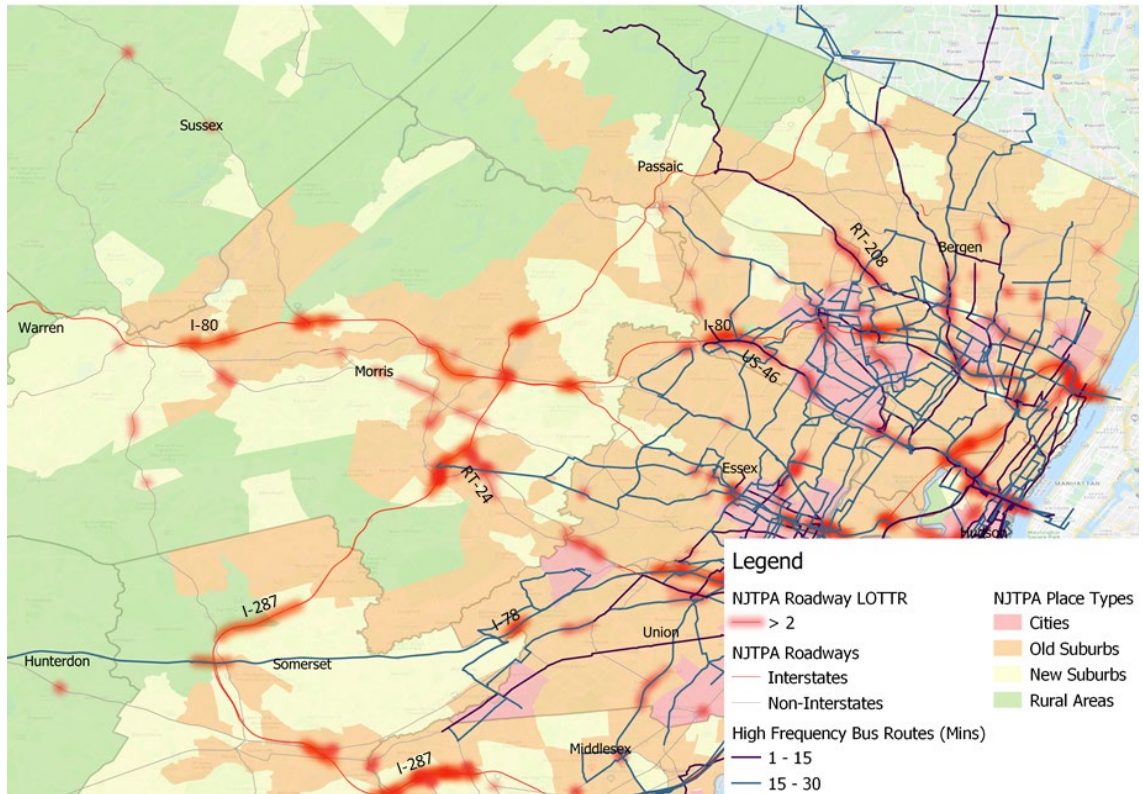 Sussex
Passaic
RT-208
Bergen
Warren
I-80
I-80
US-46
Morris
RT-24
Essex
MANHATTAN
Hudson
I-287
I-78
Union
Hunterdon
Somerset
Middlesex
I-287
Legend
NJTPA Roadway LOTTR
> 2
NJTPA Roadways
Interstates
Non-Interstates
High Frequency Bus Routes (Mins)
1 - 15
15 - 30
NJTPA Place Types
Cities
Old Suburbs
New Suburbs
Rural Areas